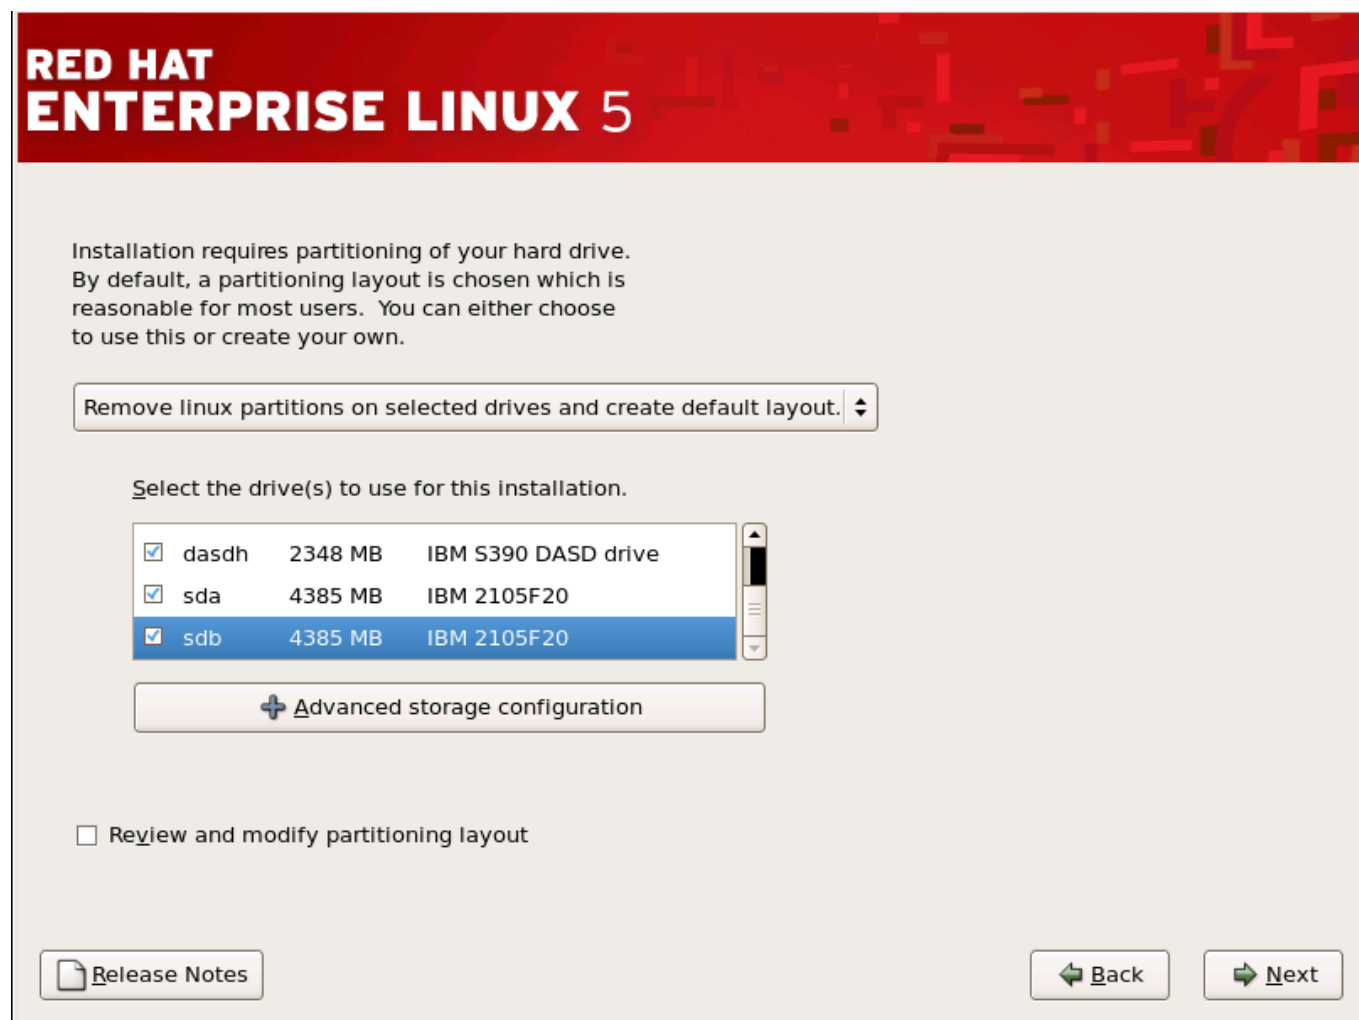 RED HAT
ENTERPRISE LINUX 5
Installation requires partitioning of your hard drive.
By default, a partitioning layout is chosen which is
reasonable for most users.  You can either choose
to use this or create your own.
Remove linux partitions on selected drives and create default layout.
Select the drive(s) to use for this installation.
dasdh 2348 MB IBM S390 DASD drive
sda 4385 MB IBM 2105F20
sdb 4385 MB IBM 2105F20
Advanced storage configuration
Review and modify partitioning layout
Release Notes Back Next